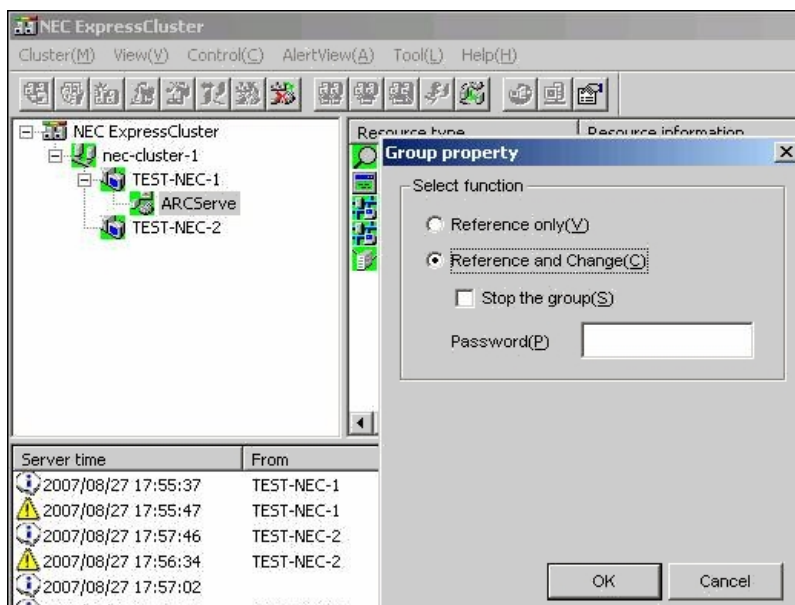 NEC ExpressCluster
Cluster(M) View(V) Control(C) AlertView(A) Tool(L) Help(H)
NEC ExpressCluster
nec-cluster-1
TEST-NEC-1
ARCServe
TEST-NEC-2
Resource type
Resource information
Group property
Select function
Reference only(V)
Reference and Change(C)
Stop the group(S)
Password(P)
OK Cancel
Server time From
2007/08/27 17:55:37 TEST-NEC-1
2007/08/27 17:55:47 TEST-NEC-1
2007/08/27 17:57:46 TEST-NEC-2
2007/08/27 17:56:34 TEST-NEC-2
2007/08/27 17:57:02